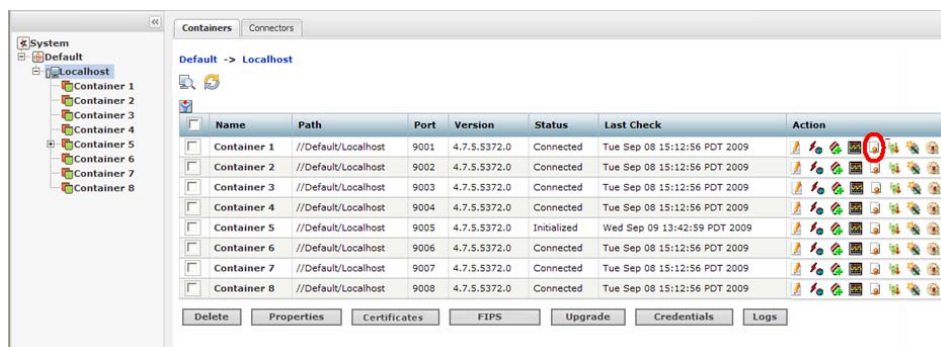 System
Default
Localhost
Container 1
Container 2
Container 3
Container 4
Container 5
Container 6
Container 7
Container 8
Containers Connectors
Default -> Localhost
Name Path Port Version Status Last Check Action
Container 1 //Default/Localhost 9001 4.7.5.5372.0 Connected Tue Sep 08 15:12:56 PDT 2009
Container 2 //Default/Localhost 9002 4.7.5.5372.0 Connected Tue Sep 08 15:12:56 PDT 2009
Container 3 //Default/Localhost 9003 4.7.5.5372.0 Connected Tue Sep 08 15:12:56 PDT 2009
Container 4 //Default/Localhost 9004 4.7.5.5372.0 Connected Tue Sep 08 15:12:56 PDT 2009
Container 5 //Default/Localhost 9005 4.7.5.5372.0 Initialized Wed Sep 09 13:42:59 PDT 2009
Container 6 //Default/Localhost 9006 4.7.5.5372.0 Connected Tue Sep 08 15:12:56 PDT 2009
Container 7 //Default/Localhost 9007 4.7.5.5372.0 Connected Tue Sep 08 15:12:56 PDT 2009
Container 8 //Default/Localhost 9008 4.7.5.5372.0 Connected Tue Sep 08 15:12:56 PDT 2009
Delete Properties Certificates FIPS Upgrade Credentials Logs